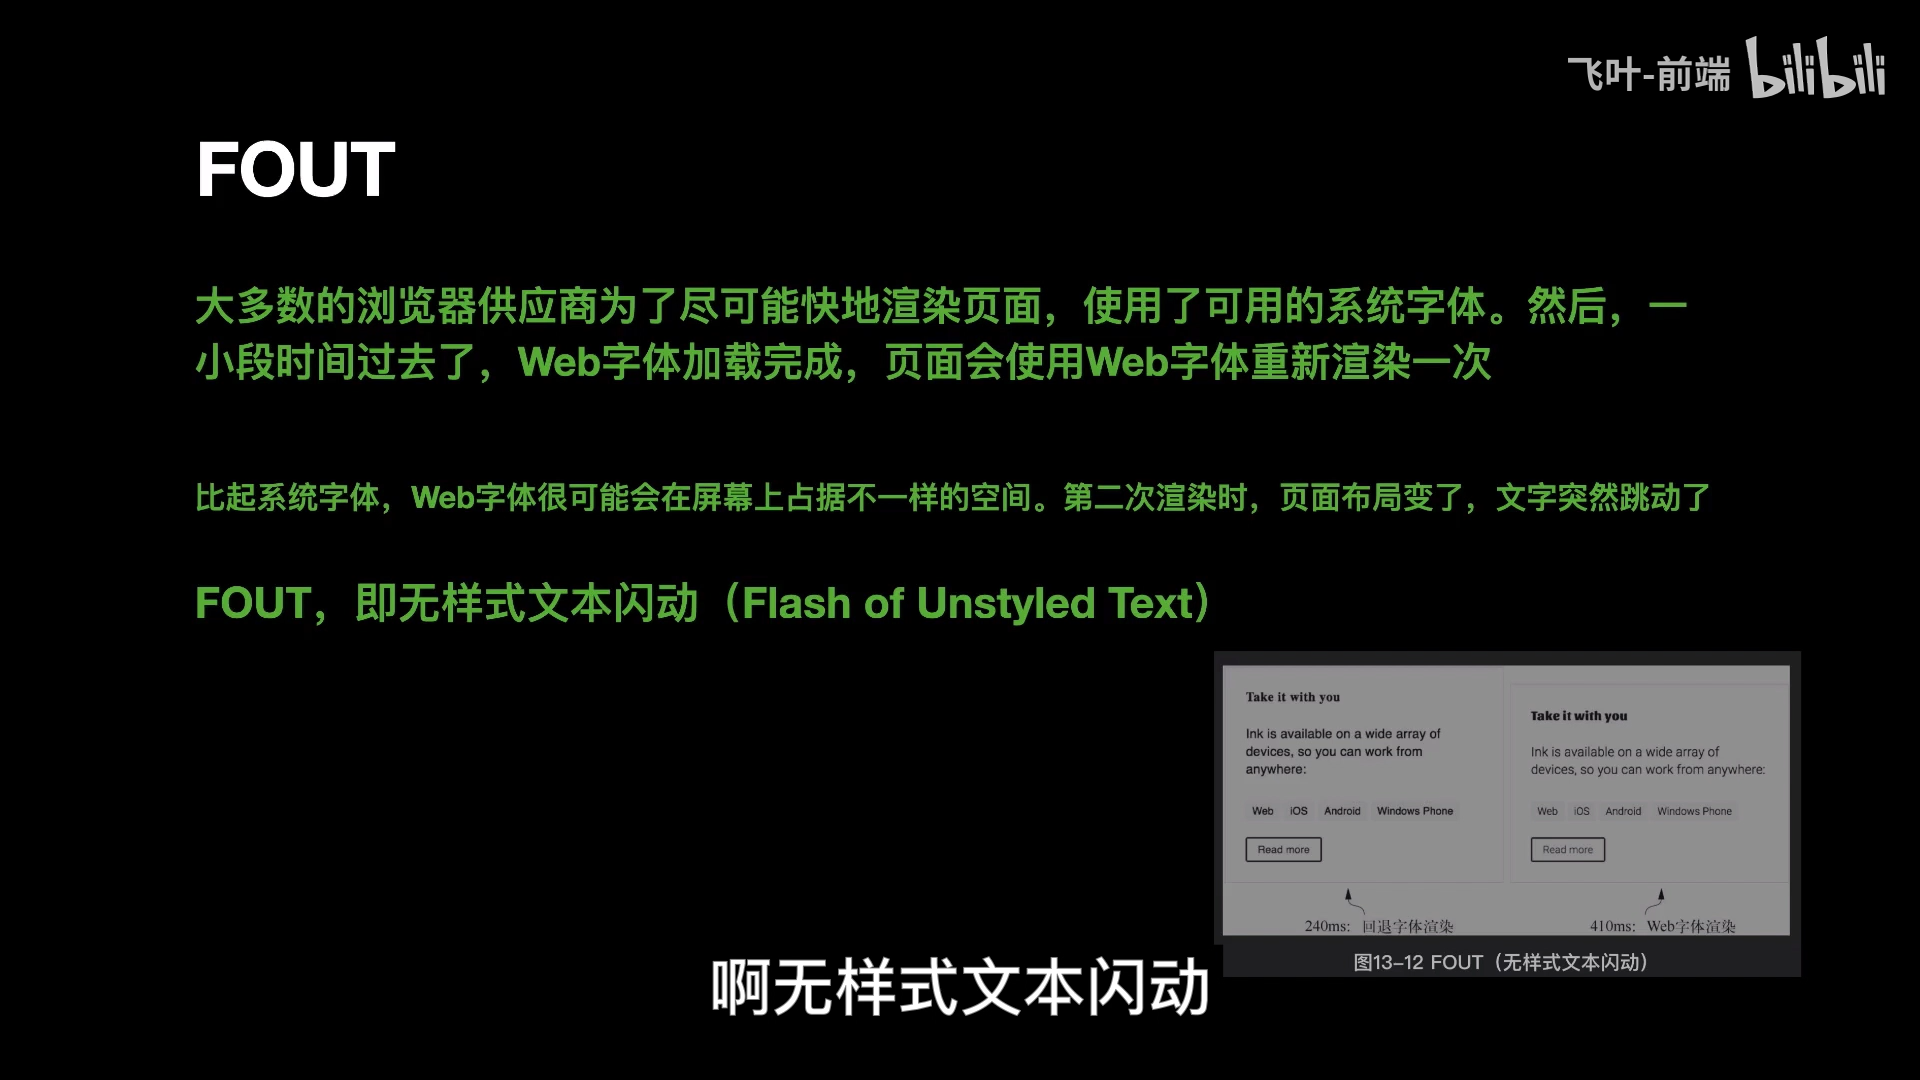 飞叶-前端 bilibili
FOUT
大多数的浏览器供应商为了尽可能快地渲染页面，使用了可用的系统字体。然后，一
小段时间过去了，Web字体加载完成，页面会使用Web字体重新渲染一次
比起系统字体，Web字体很可能会在屏幕上占据不一样的空间。第二次渲染时，页面布局变了，文字突然跳动了
FOUT，即无样式文本闪动（Flash of Unstyled Text）
Take it with you
Ink is available on a wide array of
devices, so you can work from
anywhere:
Web iOS Android Windows Phone
Read more
240ms: 回退字体渲染
Take it with you
Ink is available on a wide array of
devices, so you can work from anywhere:
Web iOS Android Windows Phone
Read more
410ms: Web字体渲染
图13-12 FOUT（无样式文本闪动）
啊无样式文本闪动